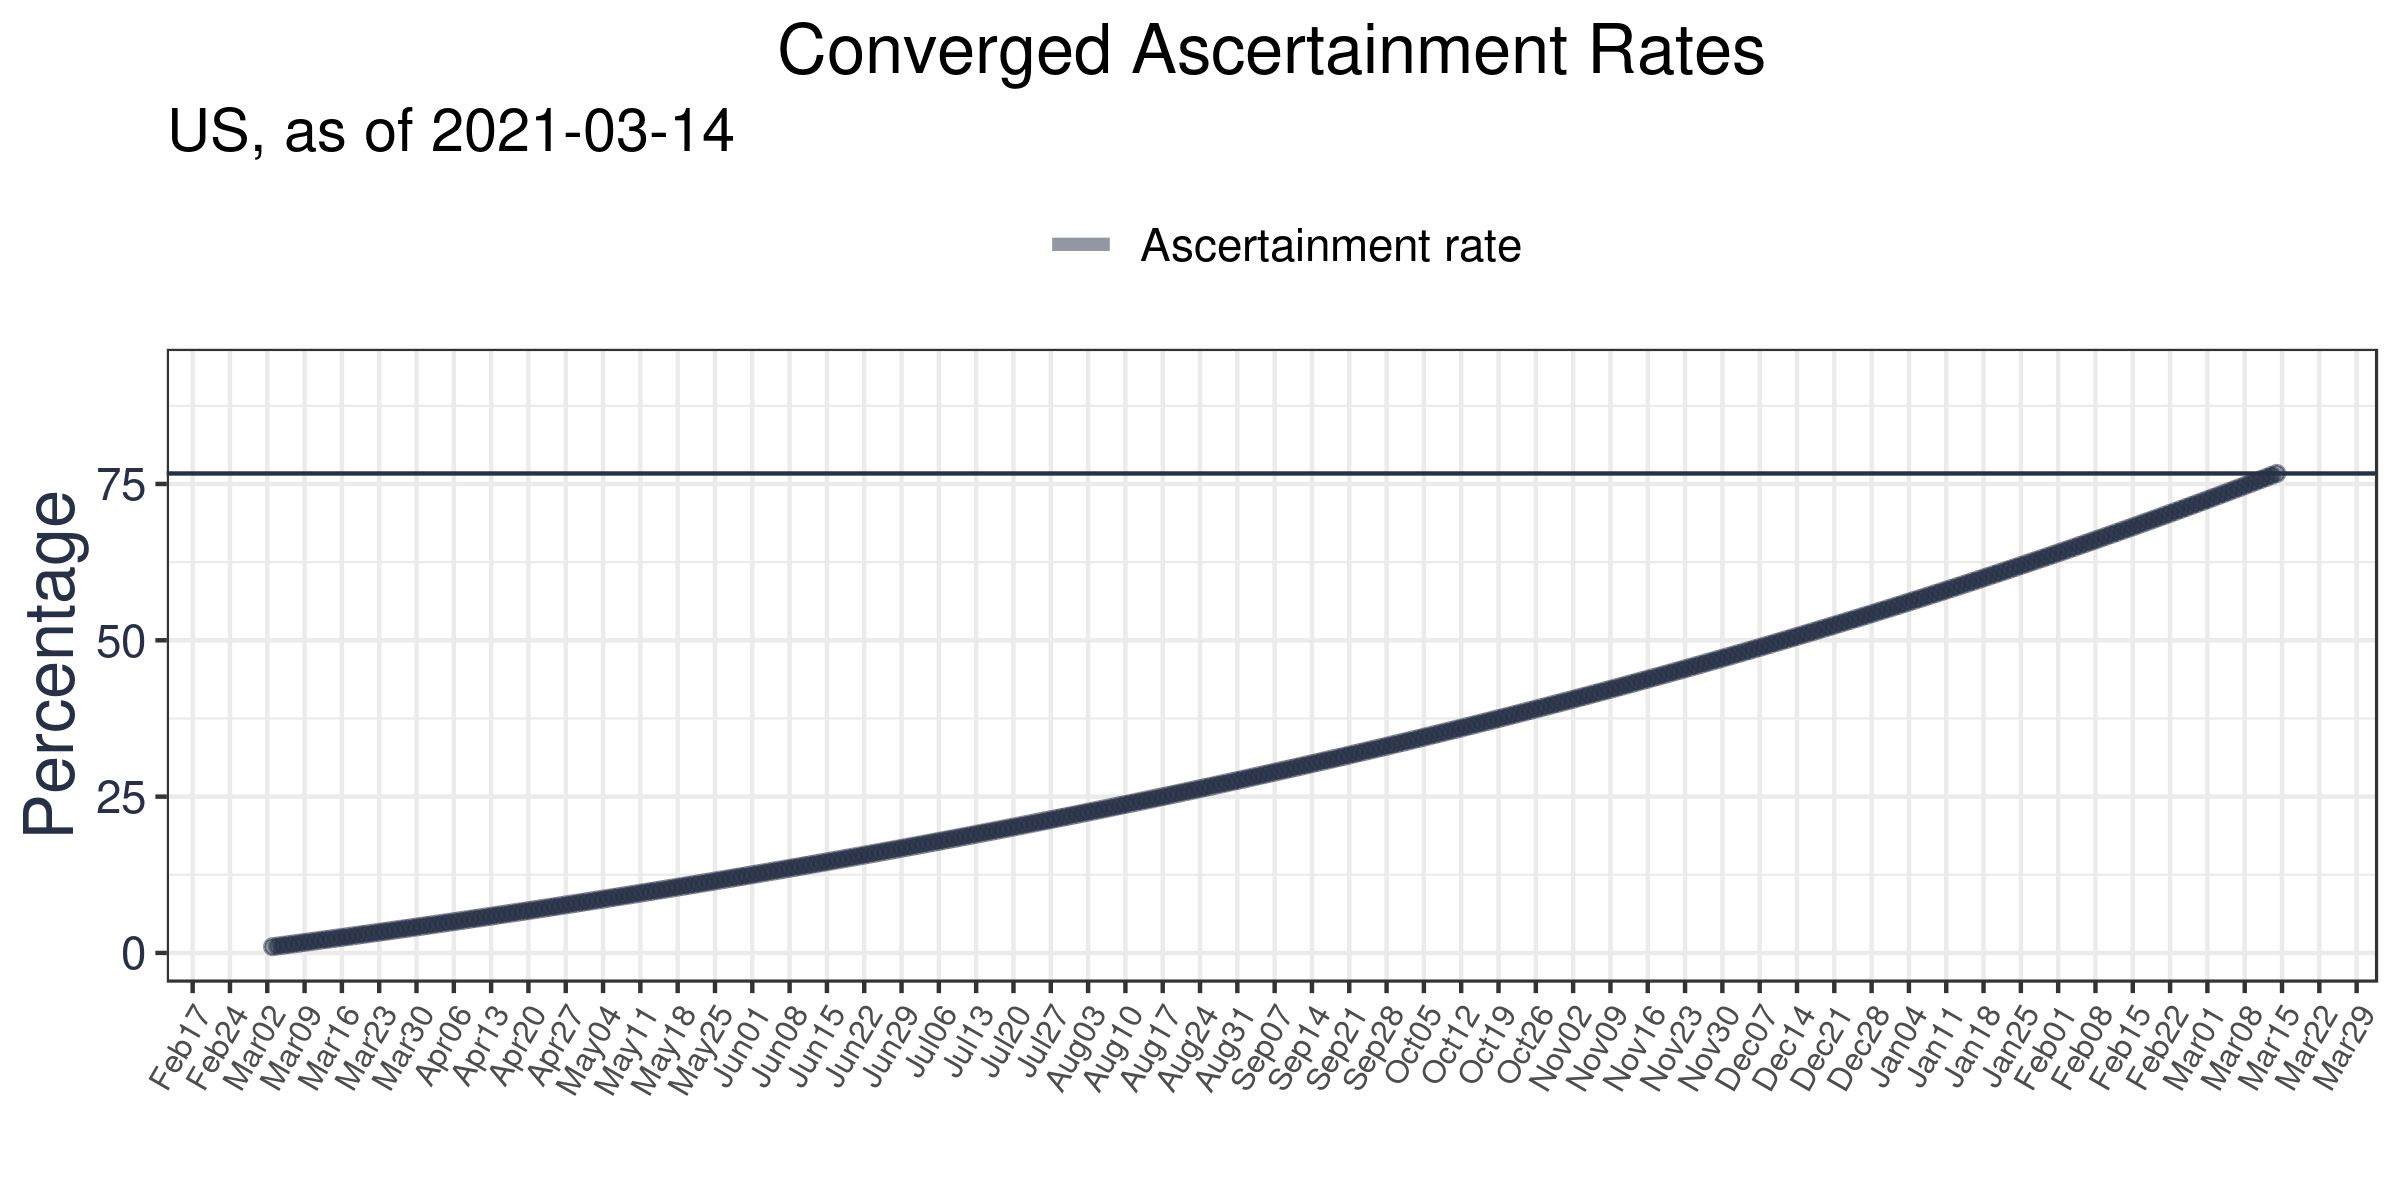 Converged Ascertainment Rates
US, as of 2021-03-14
Ascertainment rate
Percentage
75
50
25
0
Feb17 Feb24 Mar02 Mar09 Mar16 Mar23 Mar30 Apr06 Apr13 Apr20 Apr27 May04 May11 May18 May25 Jun01 Jun08 Jun15 Jun22 Jun29 Jul06 Jul13 Jul20 Jul27 Aug03 Aug10 Aug17 Aug24 Aug31 Sep07 Sep14 Sep21 Sep28 Oct05 Oct12 Oct19 Oct26 Nov02 Nov09 Nov16 Nov23 Nov30 Dec07 Dec14 Dec21 Dec28 Jan04 Jan11 Jan18 Jan25 Feb01 Feb08 Feb15 Feb22 Mar01 Mar08 Mar15 Mar22 Mar29